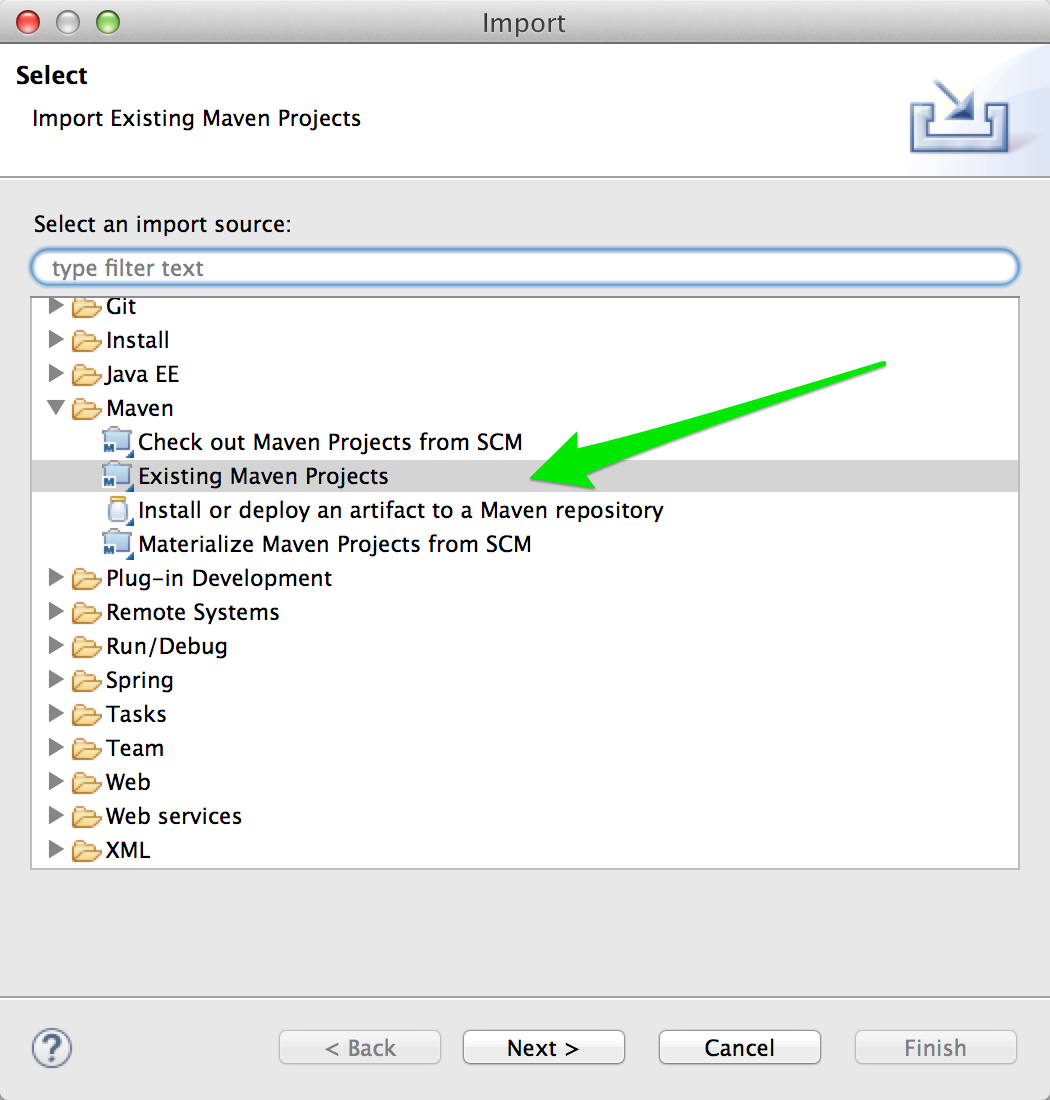 Import
Select
Import Existing Maven Projects
Select an import source:
type filter text
Git
Install
Java EE
Maven
Check out Maven Projects from SCM
Existing Maven Projects
Install or deploy an artifact to a Maven repository
Materialize Maven Projects from SCM
Plug-in Development
Remote Systems
Run/Debug
Spring
Tasks
Team
Web
Web services
XML
? < Back Next > Cancel Finish